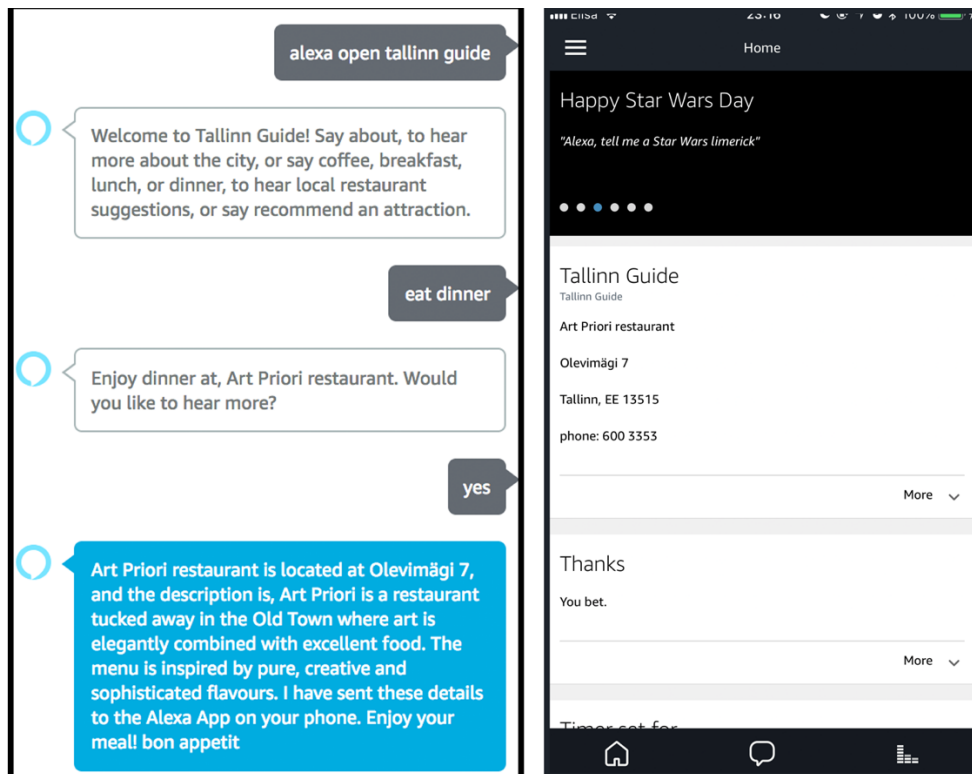 alexa open tallinn guide
Welcome to Tallinn Guide! Say about, to hear
more about the city, or say coffee, breakfast,
lunch, or dinner, to hear local restaurant
suggestions, or say recommend an attraction.
eat dinner
Enjoy dinner at, Art Priori restaurant. Would
you like to hear more?
yes
Art Priori restaurant is located at Olevimägi 7,
and the description is, Art Priori is a restaurant
tucked away in the Old Town where art is
elegantly combined with excellent food. The
menu is inspired by pure, creative and
sophisticated flavours. I have sent these details
to the Alexa App on your phone. Enjoy your
meal! bon appetit
Elisa 23:16 100%
Home
Happy Star Wars Day
"Alexa, tell me a Star Wars limerick"
Tallinn Guide
Tallinn Guide
Art Priori restaurant
Olevimägi 7
Tallinn, EE 13515
phone: 600 3353
More
Thanks
You bet.
More
Timer set for